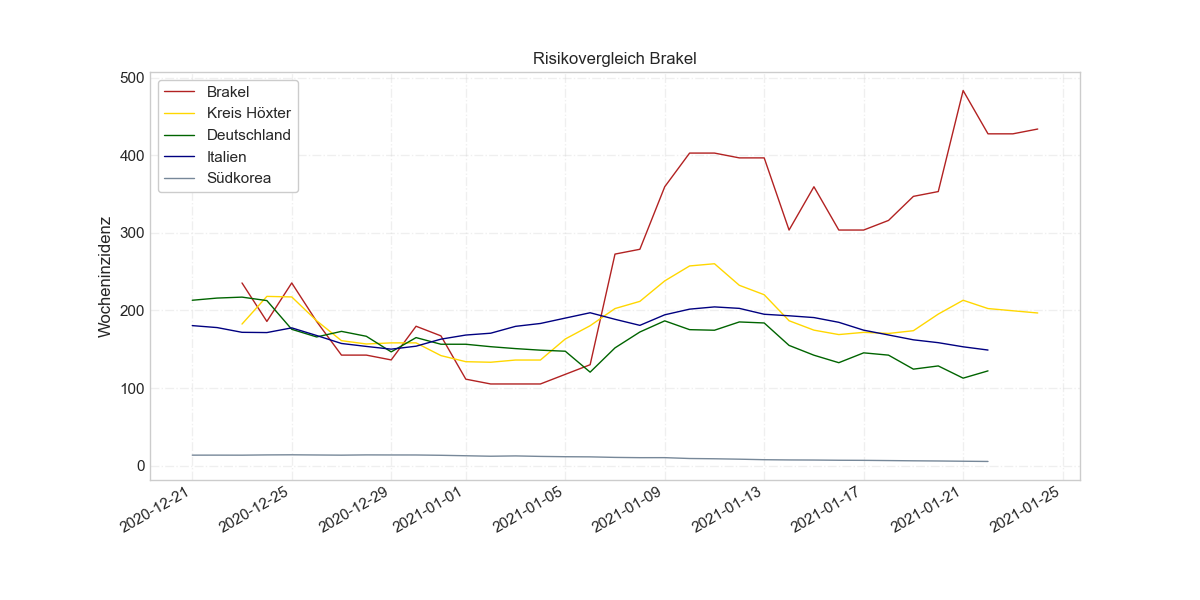 Risikovergleich Brakel
Wocheninzidenz
500
400
300
200
100
0
Brakel
Kreis Höxter
Deutschland
Italien
Südkorea
2020-12-21
2020-12-25
2020-12-29
2021-01-01
2021-01-05
2021-01-09
2021-01-13
2021-01-17
2021-01-21
2021-01-25